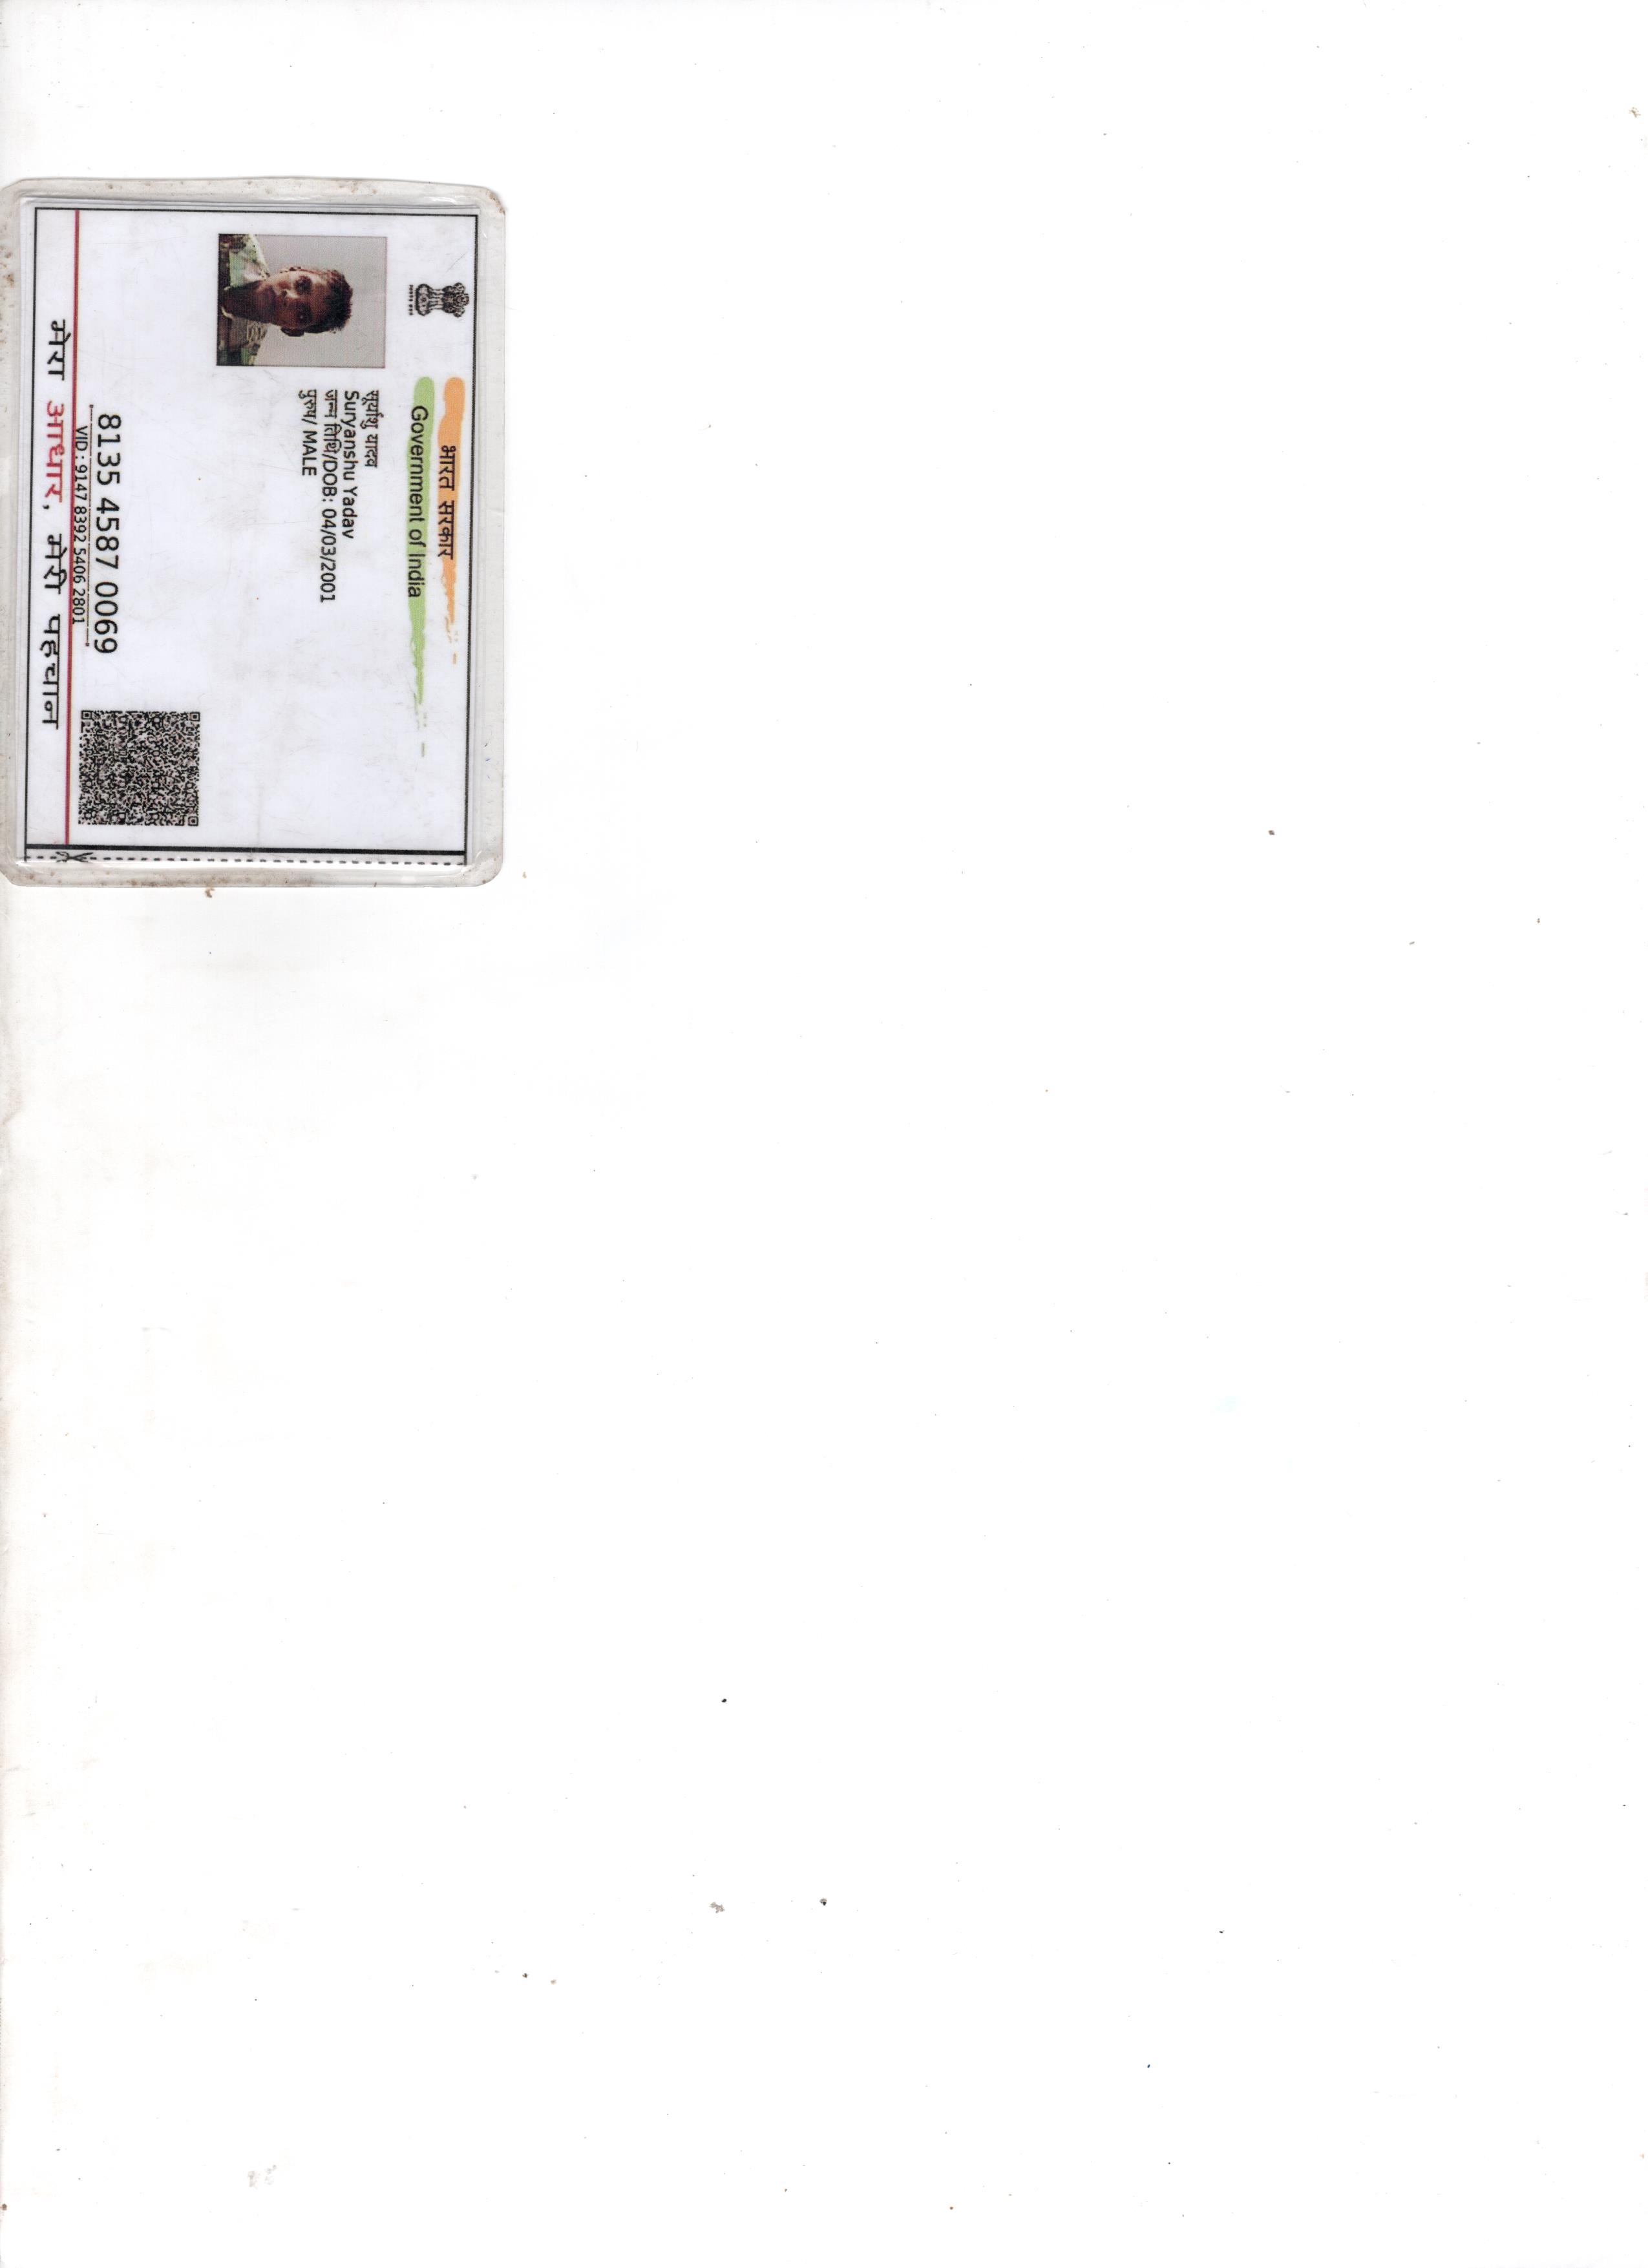 भारत सरकार
Government of India
सूर्यांशु यादव
Suryanshu Yadav
जन्म तिथि/DOB: 04/03/2001
पुरुष/ MALE
8135 4587 0069
VID : 9147 8392 5406 2801
मेरा आधार, मेरी पहचान